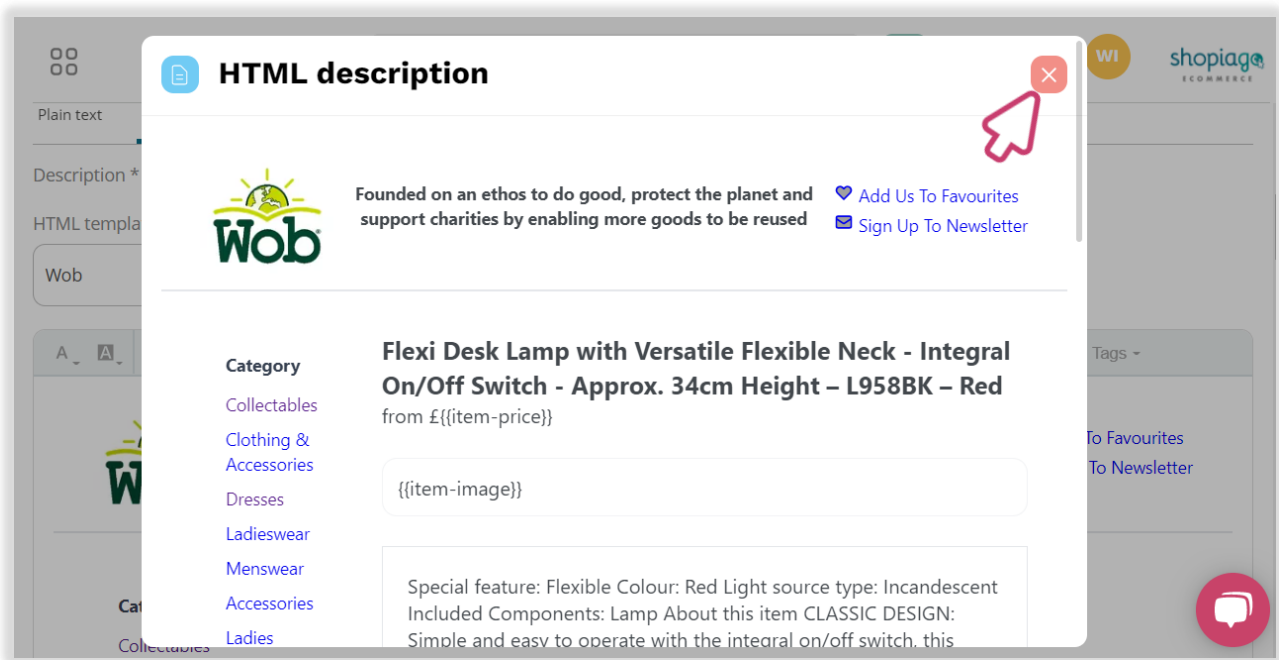 HTML description
WI
shopiago
ECOMMERCE
Plain text
Description *
HTML templa
Wob
A
A
Tags
Wob
Founded on an ethos to do good, protect the planet and
support charities by enabling more goods to be reused
Add Us To Favourites
Sign Up To Newsletter
Category
Collectables
Clothing &
Accessories
Dresses
Ladieswear
Menswear
Accessories
Ladies
Flexi Desk Lamp with Versatile Flexible Neck - Integral
On/Off Switch - Approx. 34cm Height – L958BK – Red
from £{{item-price}}
{{item-image}}
Special feature: Flexible Colour: Red Light source type: Incandescent
Included Components: Lamp About this item CLASSIC DESIGN:
Simple and easy to operate with the integral on/off switch, this
W
To Favourites
To Newsletter
Cat
Collectables